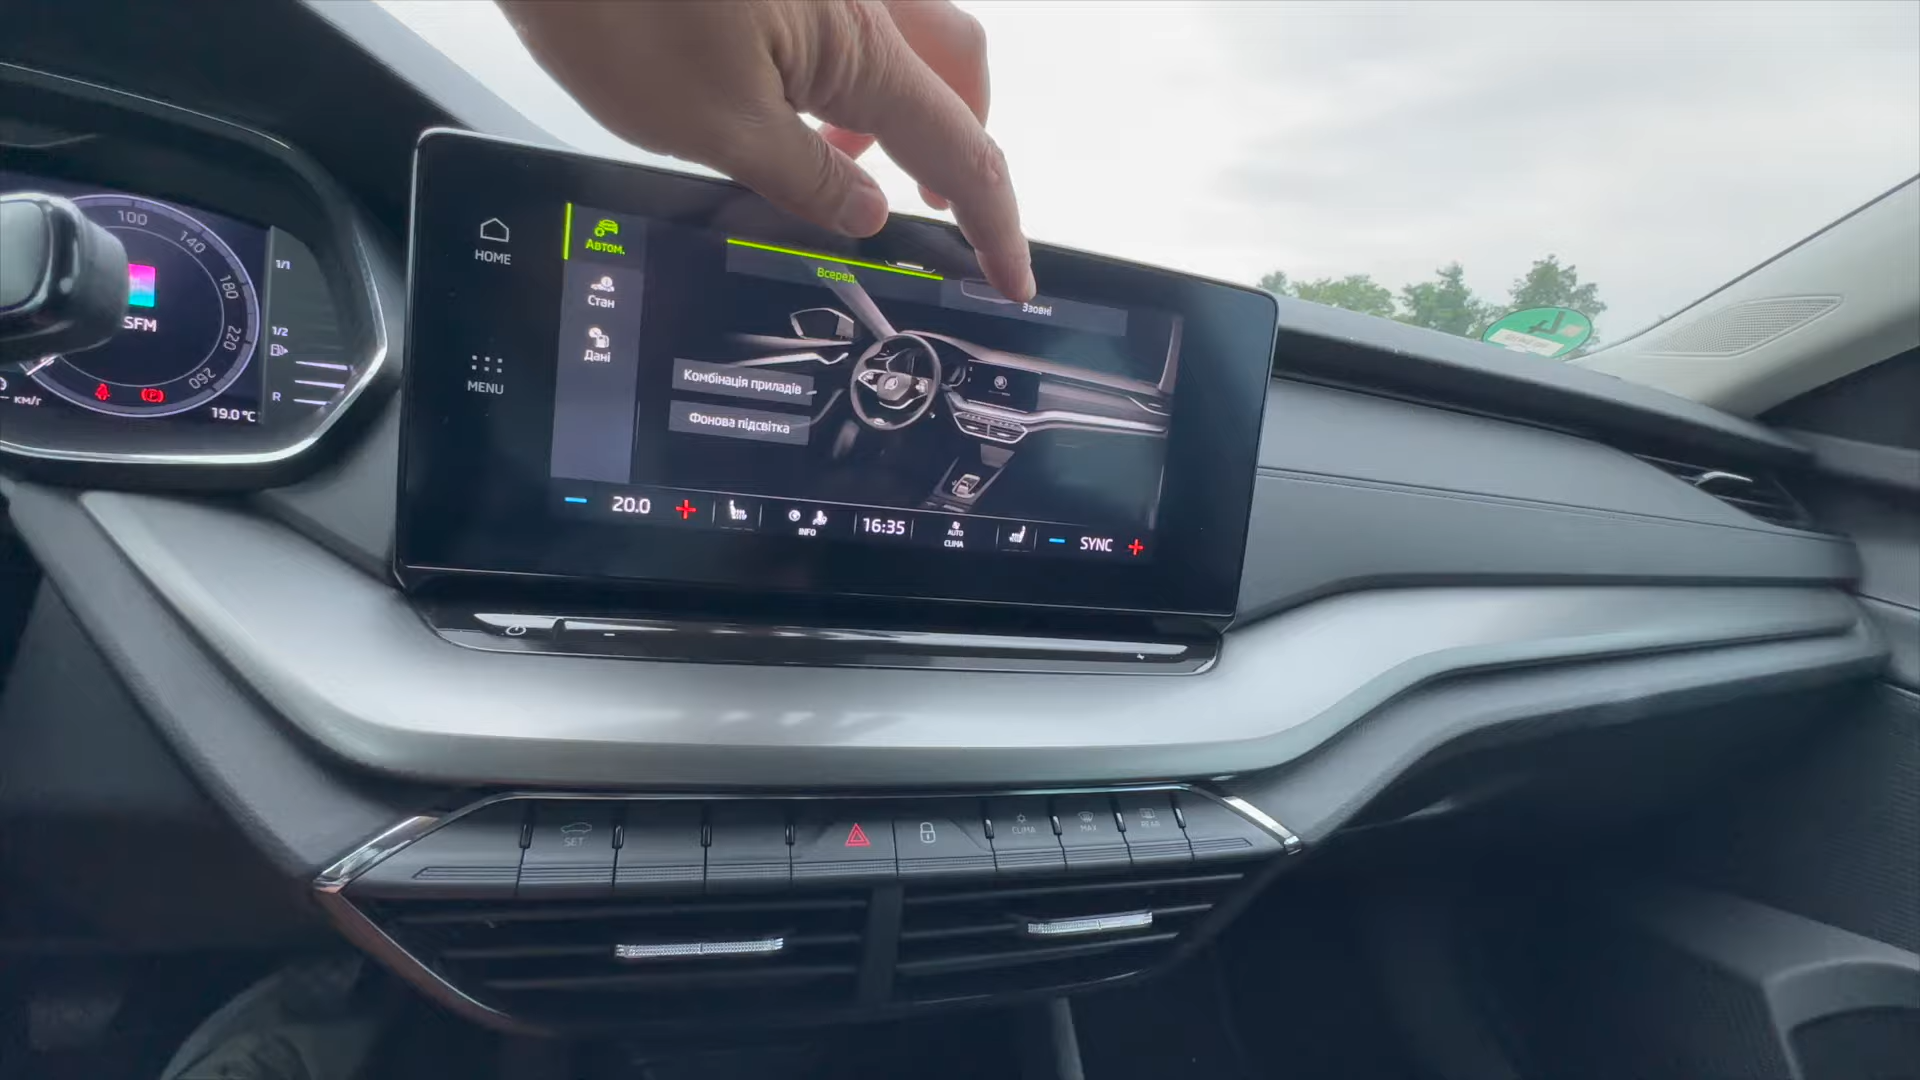 100
140
180
220
260
SFM
км/г
19.0°C
1/1
1/2
R
HOME
MENU
Автом.
Стан
Дані
Всеред.
Ззовні
Комбінація приладів
Фонова підсвітка
20.0
INFO
16:35
AUTO
CLIMA
SYNC
SET
CLIMA
MAX
REAR